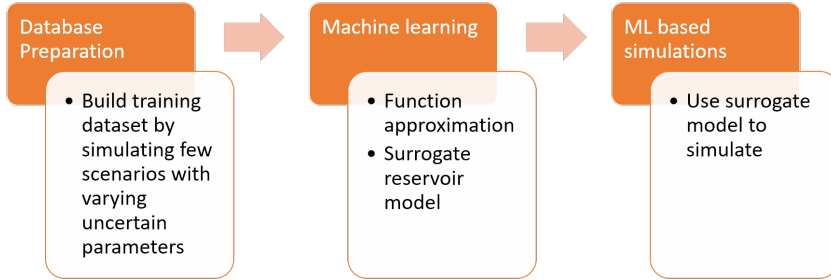 Database
Preparation
• Build training
dataset by
simulating few
scenarios with
varying
uncertain
parameters
Machine learning
• Function
approximation
• Surrogate
reservoir
model
ML based
simulations
• Use surrogate
model to
simulate